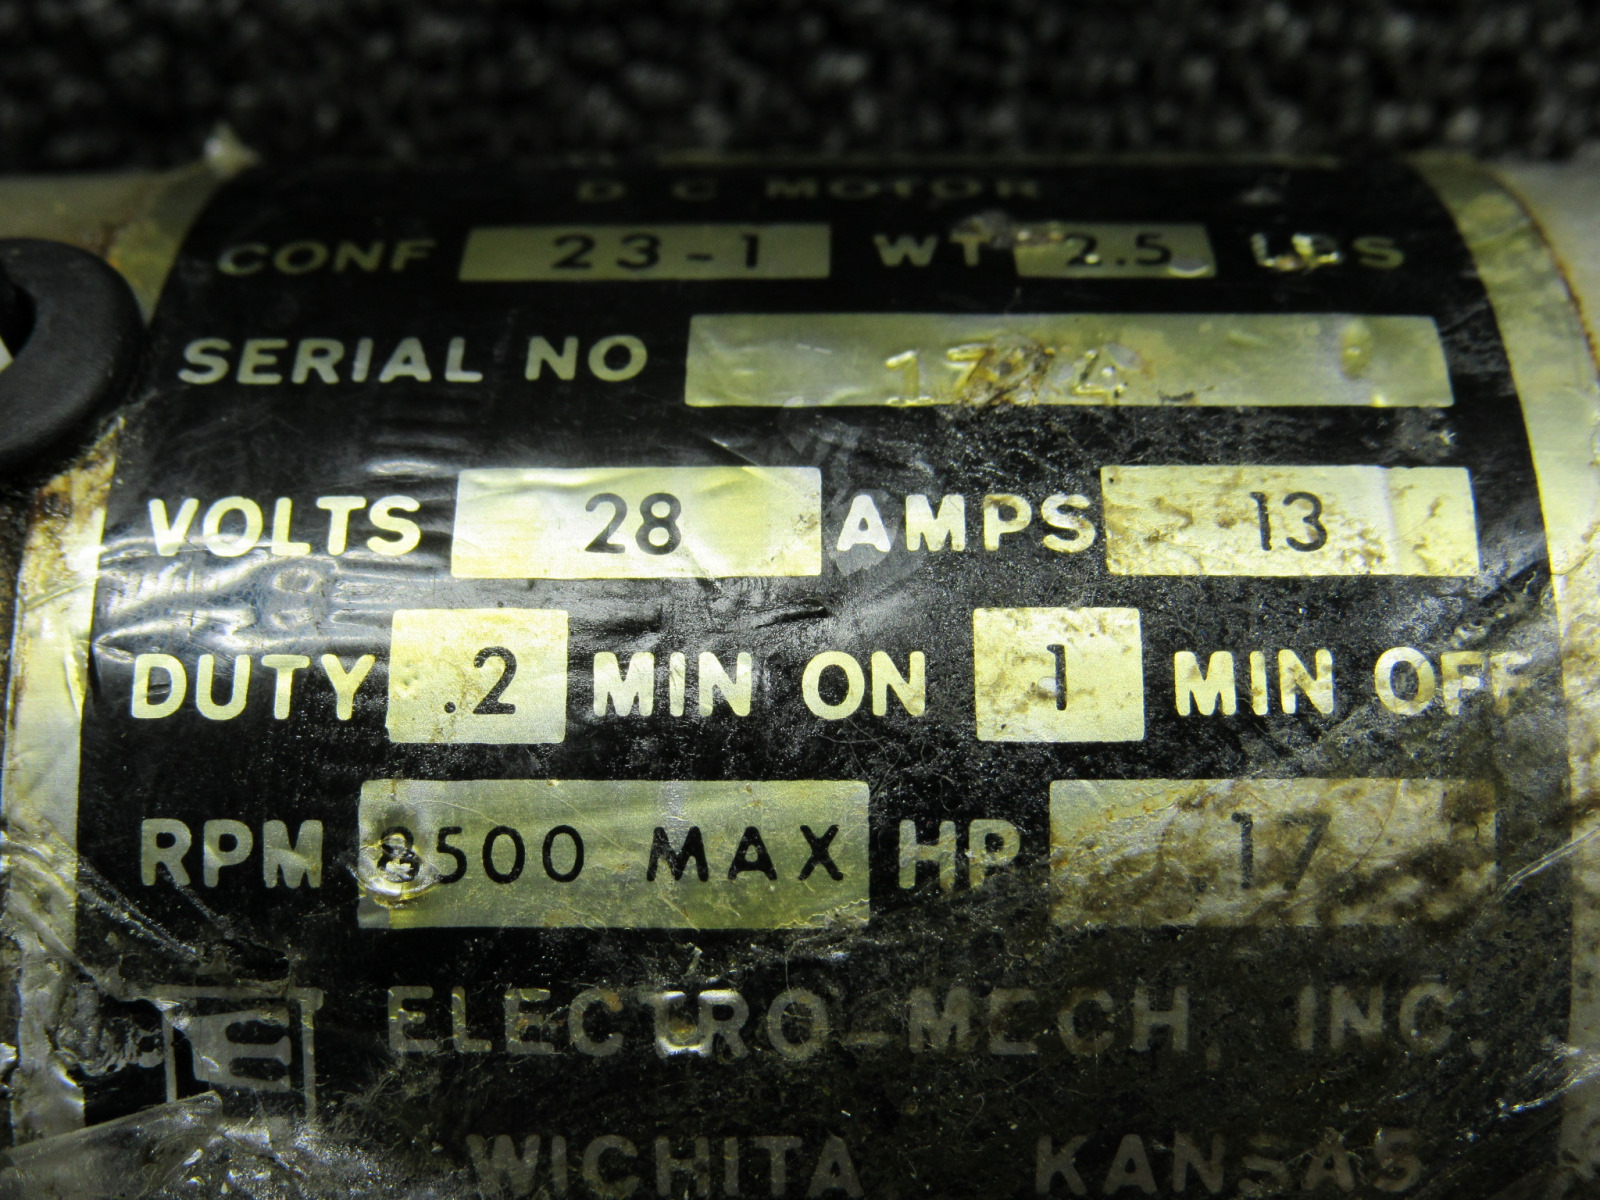 D C MOTOR
CONF 23-1 WT 2.5 LBS
SERIAL NO
VOLTS 28 AMPS 13
DUTY .2 MIN ON 1 MIN OFF
RPM 8500 MAX HP .17
ELECTRO-MECH, INC.
WICHITA KANSAS